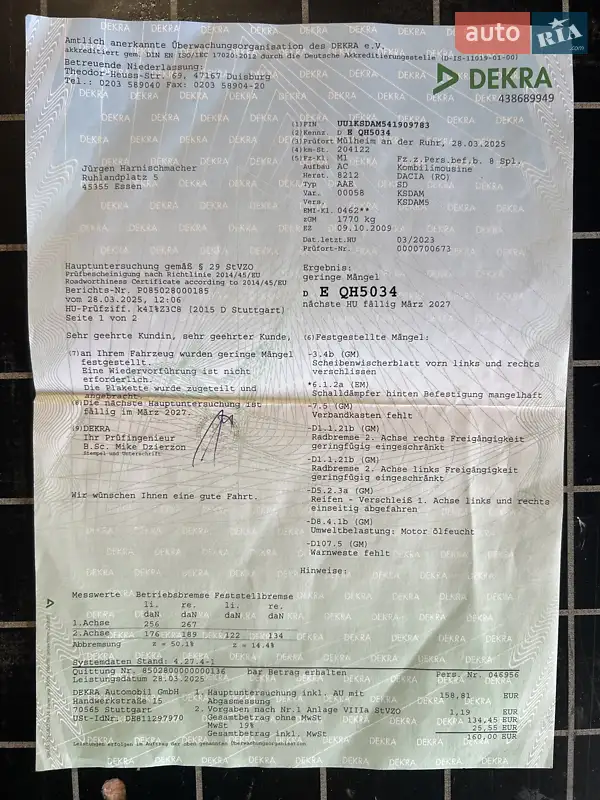 auto RIA .com
Amtlich anerkannte Überwachungsorganisation des DEKRA e.V.
akkreditiert gem. DIN EN ISO/IEC 17020:2012 durch die Deutsche Akkreditierungsstelle (D-IS-11019-01-00)
Betreuende Niederlassung:
Theodor-Heuss-Str. 69, 47167 Duisburg
Tel.: 0203 589040 Fax: 0203 58904-20
DEKRA
438689949
Jürgen Harnischmacher
Ruhlandplatz 5
45355 Essen
(1) FIN UU1KSDAM541909783
(2) Kennz. D E QH5034
(3) Prüfort Mülheim an der Ruhr, 28.03.2025
(4) km-St. 204122
(5) Fz-Kl. M1 Fz.z.Pers.bef.b. 8 Spl.
Aufbau AC Kombilimousine
Herst. 8212 DACIA (RO)
Typ AAE SD
Var. 00058 KSDAM
Vers. KSDAM5
EMI-Kl. 0462**
zGM 1770 kg
EZ 09.10.2009
Dat.letzt.HU 03/2023
Prüfort-Nr. 0000700673
Hauptuntersuchung gemäß § 29 StVZO
Prüfbescheinigung nach Richtlinie 2014/45/EU
Roadworthiness Certificate according to 2014/45/EU
Berichts-Nr. P085028000185
vom 28.03.2025, 12:06
HU-Prüfziff. k4I#Z3C8 [2015 D Stuttgart]
Seite 1 von 2
Ergebnis:
geringe Mängel
D E QH5034
nächste HU fällig März 2027
Sehr geehrte Kundin, sehr geehrter Kunde,
(7) an Ihrem Fahrzeug wurden geringe Mängel
festgestellt.
Eine Wiedervorführung ist nicht
erforderlich.
Die Plakette wurde zugeteilt und
angebracht.
(8) Die nächste Hauptuntersuchung ist
fällig im März 2027.
(9) DEKRA
Ihr Prüfingenieur
B.Sc. Mike Dzierzon
Stempel und Unterschrift
Wir wünschen Ihnen eine gute Fahrt.
(6) Festgestellte Mängel:
-3.4b (GM)
Scheibenwischerblatt vorn links und rechts
verschlissen
*6.1.2a (EM)
Schalldämpfer hinten Befestigung mangelhaft
-7.5 (GM)
Verbandkasten fehlt
-D1.1.21b (GM)
Radbremse 2. Achse rechts Freigängigkeit
geringfügig eingeschränkt
-D1.1.21b (GM)
Radbremse 2. Achse links Freigängigkeit
geringfügig eingeschränkt
-D5.2.3a (GM)
Reifen - Verschleiß 1. Achse links und rechts
einseitig abgefahren
-D8.4.1b (GM)
Umweltbelastung: Motor ölfeucht
-D107.5 (GM)
Warnweste fehlt
Hinweise:
Messwerte Betriebsbremse Feststellbremse
li. re. li. re.
daN daN daN daN
1.Achse 256 267
2.Achse 176 189 122 134
Abbremsung z = 50.1% z = 14.4%
Systemdaten Stand: 4.27.4-1
Quittung Nr. 850280000000136 bar Betrag erhalten Pers. Nr. 046956
Leistungsdatum 28.03.2025
DEKRA Automobil GmbH
Handwerkstraße 15
70565 Stuttgart
USt-IdNr. DE811297970
1. Hauptuntersuchung inkl. AU mit 158,81 EUR
Abgasmessung
2. Vorgaben nach Nr.1 Anlage VIIIa StVZO 1,19 EUR
Gesamtbetrag ohne MwSt 134,45 EUR
MwSt 19% 25,55 EUR
Gesamtbetrag inkl. MwSt 160,00 EUR
Leistungen erfolgen im Auftrag der oben genannten Überwachungsorganisation